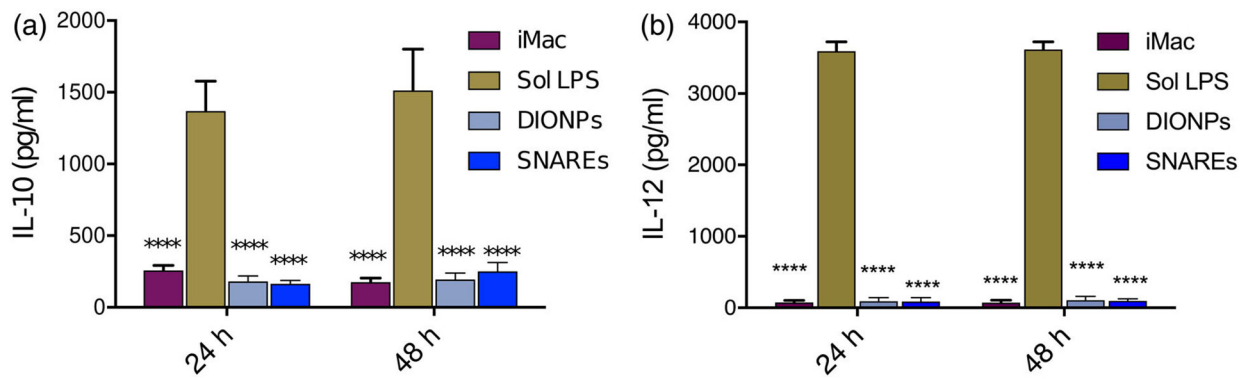 (a)
IL-10 (pg/ml)
2000
1500
1000
500
0
iMac
Sol LPS
DIONPs
SNAREs
**** **** **** **** **** ****
24 h 48 h
(b)
IL-12 (pg/ml)
6000
4000
2000
1000
0
iMac
Sol LPS
DIONPs
SNAREs
**** **** **** **** **** ****
24 h 48 h